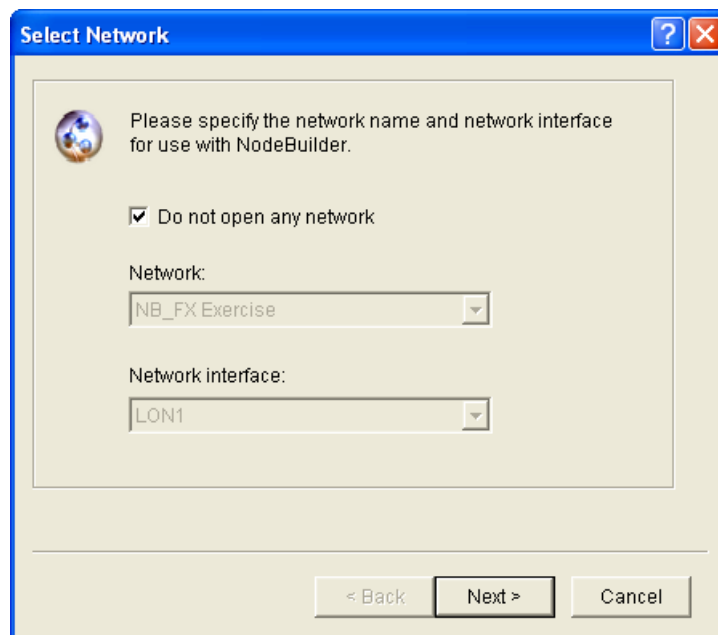 Select Network
?
Please specify the network name and network interface
for use with NodeBuilder.
Do not open any network
Network:
NB_FX Exercise
Network interface:
LON1
< Back
Next >
Cancel